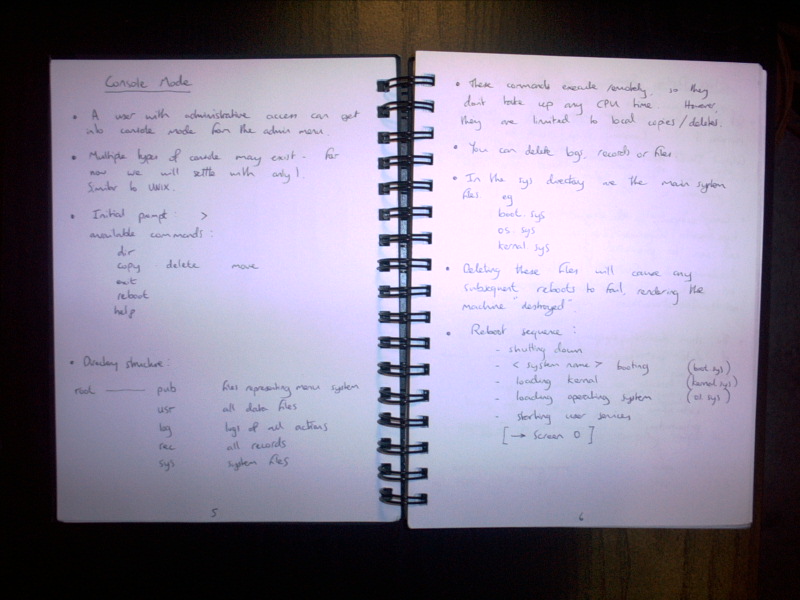 Console Mode
• A user with administrative access can get
into console mode from the admin menu.
• Multiple types of console may exist - for
now we will settle with only 1.
Similar to UNIX.
• Initial prompt : >
available commands :
dir
copy delete move
exit
reboot
help
• Directory structure :
root pub files representing menu system
usr all data files
log logs of all actions
rec all records
sys system files
5
• These commands execute remotely, so they
don't take up any CPU time. However,
they are limited to local copies/deletes.
• You can delete logs, records or files.
• In the sys directory are the main system
files. eg
boot.sys
os.sys
kernel.sys
• Deleting these files will cause any
subsequent reboots to fail, rendering the
machine "destroyed".
• Reboot sequence :
- shutting down
- < system name > booting (boot.sys)
- loading kernel (kernel.sys)
- loading operating system (os.sys)
- starting user services
[ → Screen 0 ]
6